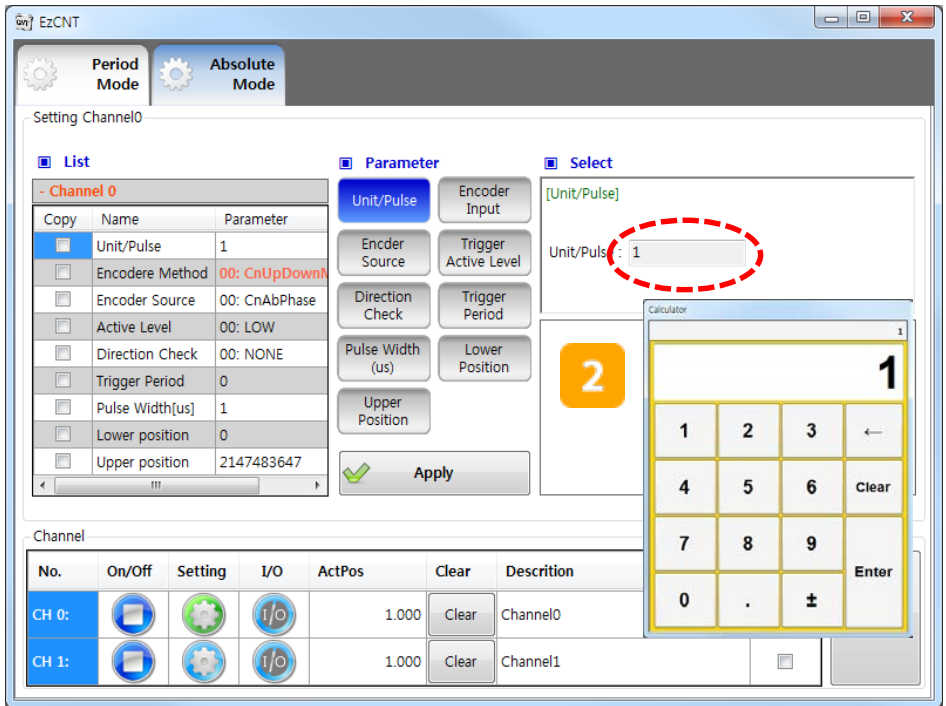 EzCNT
Period Mode
Absolute Mode
Setting Channel0
List
- Channel 0
Copy Name Parameter
Unit/Pulse 1
Encodere Method 00: CnUpDownM
Encoder Source 00: CnAbPhase
Active Level 00: LOW
Direction Check 00: NONE
Trigger Period 0
Pulse Width[us] 1
Lower position 0
Upper position 2147483647
Parameter
Unit/Pulse
Encoder Input
Encder Source
Trigger Active Level
Direction Check
Trigger Period
Pulse Width (us)
Lower Position
Upper Position
Apply
Select
[Unit/Pulse]
Unit/Pulse : 1
2
Calculator
1
1
1 2 3 ←
4 5 6 Clear
7 8 9
Enter
0 . ±
Channel
No. On/Off Setting I/O ActPos Clear Descrition
CH 0: I/O 1.000 Clear Channel0
CH 1: I/O 1.000 Clear Channel1